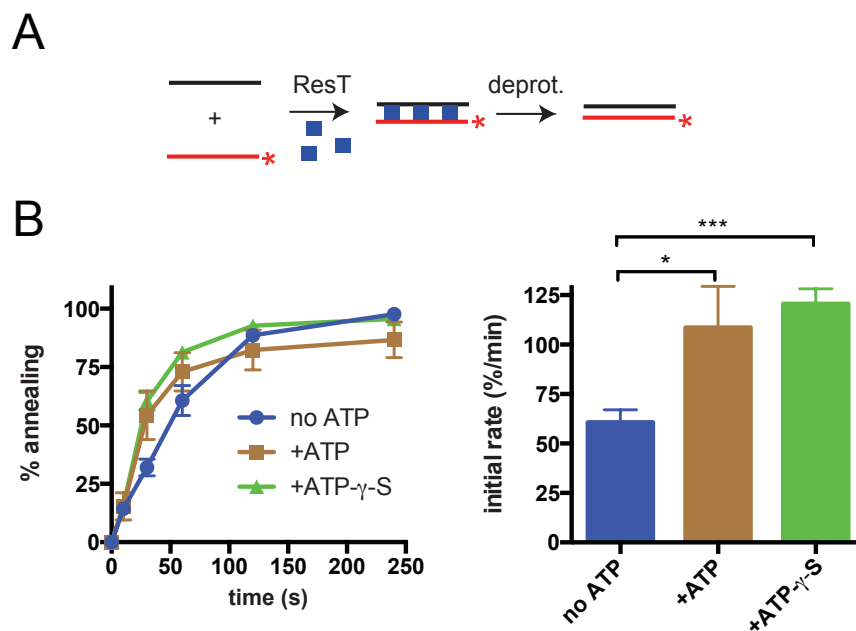 A
ResT
deprot.
+
*
*
*
B
100
75
50
25
0
% annealing
0
50
100
150
200
250
time (s)
no ATP
+ATP
+ATP-γ-S
***
*
125
100
75
50
25
0
initial rate (%/min)
no ATP
+ATP
+ATP-γ-S